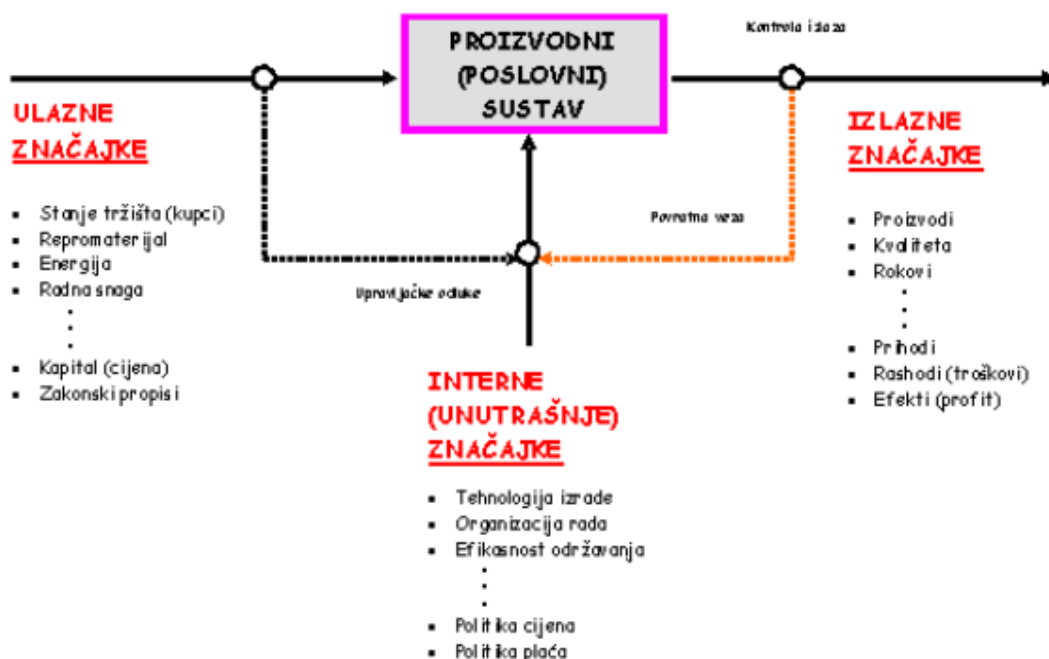 Kontrola izlaza
PROIZVODNI
(POSLOVNI)
SUSTAV
ULAZNE
ZNAČAJKE
▪ Stanje tržišta (kupci)
▪ Repromaterijal
▪ Energija
▪ Radna snaga
.
.
.
▪ Kapital (cijena)
▪ Zakonski propisi
Upravljačke odluke
Povratna veza
IZLAZNE
ZNAČAJKE
▪ Proizvodi
▪ Kvaliteta
▪ Rokovi
.
.
.
▪ Prihodi
▪ Rashodi (troškovi)
▪ Efekti (profit)
INTERNE
(UNUTRAŠNJE)
ZNAČAJKE
▪ Tehnologija izrade
▪ Organizacija rada
▪ Efikasnost održavanja
.
.
.
▪ Politika cijena
▪ Politika plaća